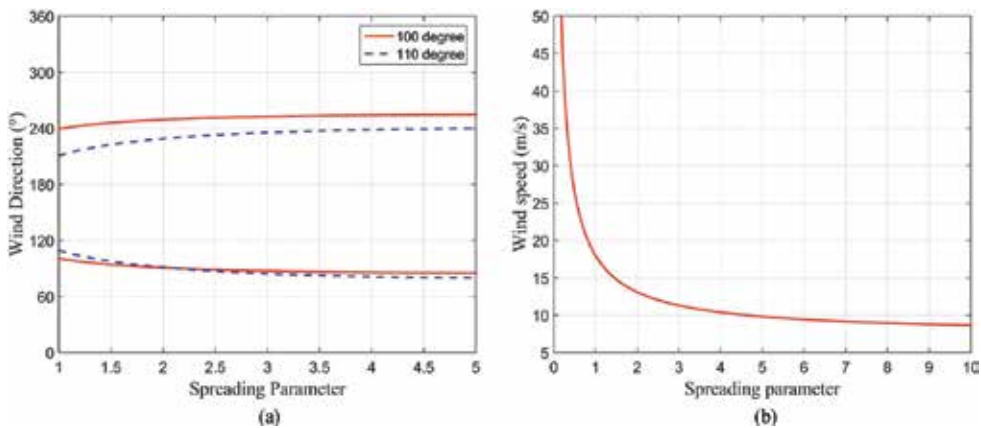 360
300
240
180
120
60
0
Wind Direction (°)
100 degree
110 degree
1 1.5 2 2.5 3 3.5 4 4.5 5
Spreading Parameter
(a)
50
45
40
35
30
25
20
15
10
5
Wind speed (m/s)
0 1 2 3 4 5 6 7 8 9 10
Spreading parameter
(b)